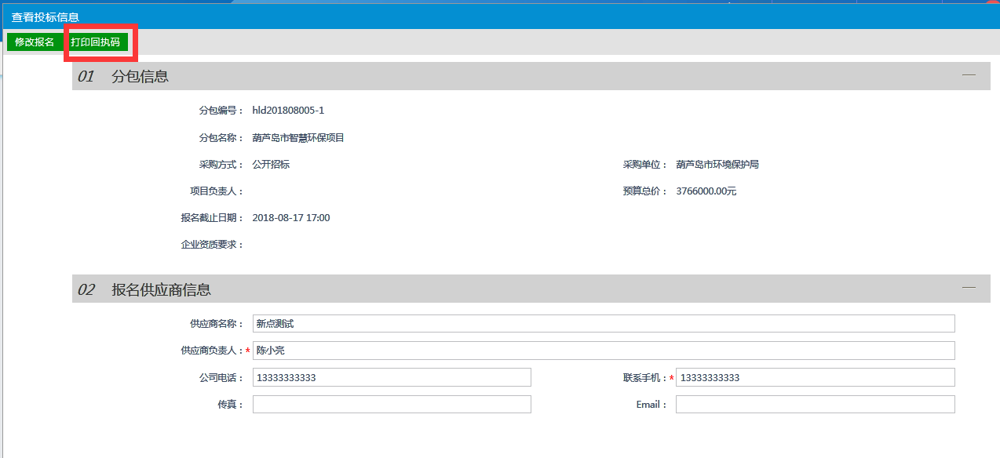 查看投标信息
修改报名 打印回执码
01 分包信息
分包编号： hld201808005-1
分包名称： 葫芦岛市智慧环保项目
采购方式： 公开招标 采购单位： 葫芦岛市环境保护局
项目负责人： 预算总价： 3766000.00元
报名截止日期： 2018-08-17 17:00
企业资质要求：
02 报名供应商信息
供应商名称： 新点测试
供应商负责人：* 陈小亮
公司电话： 13333333333 联系手机：* 13333333333
传真： Email：